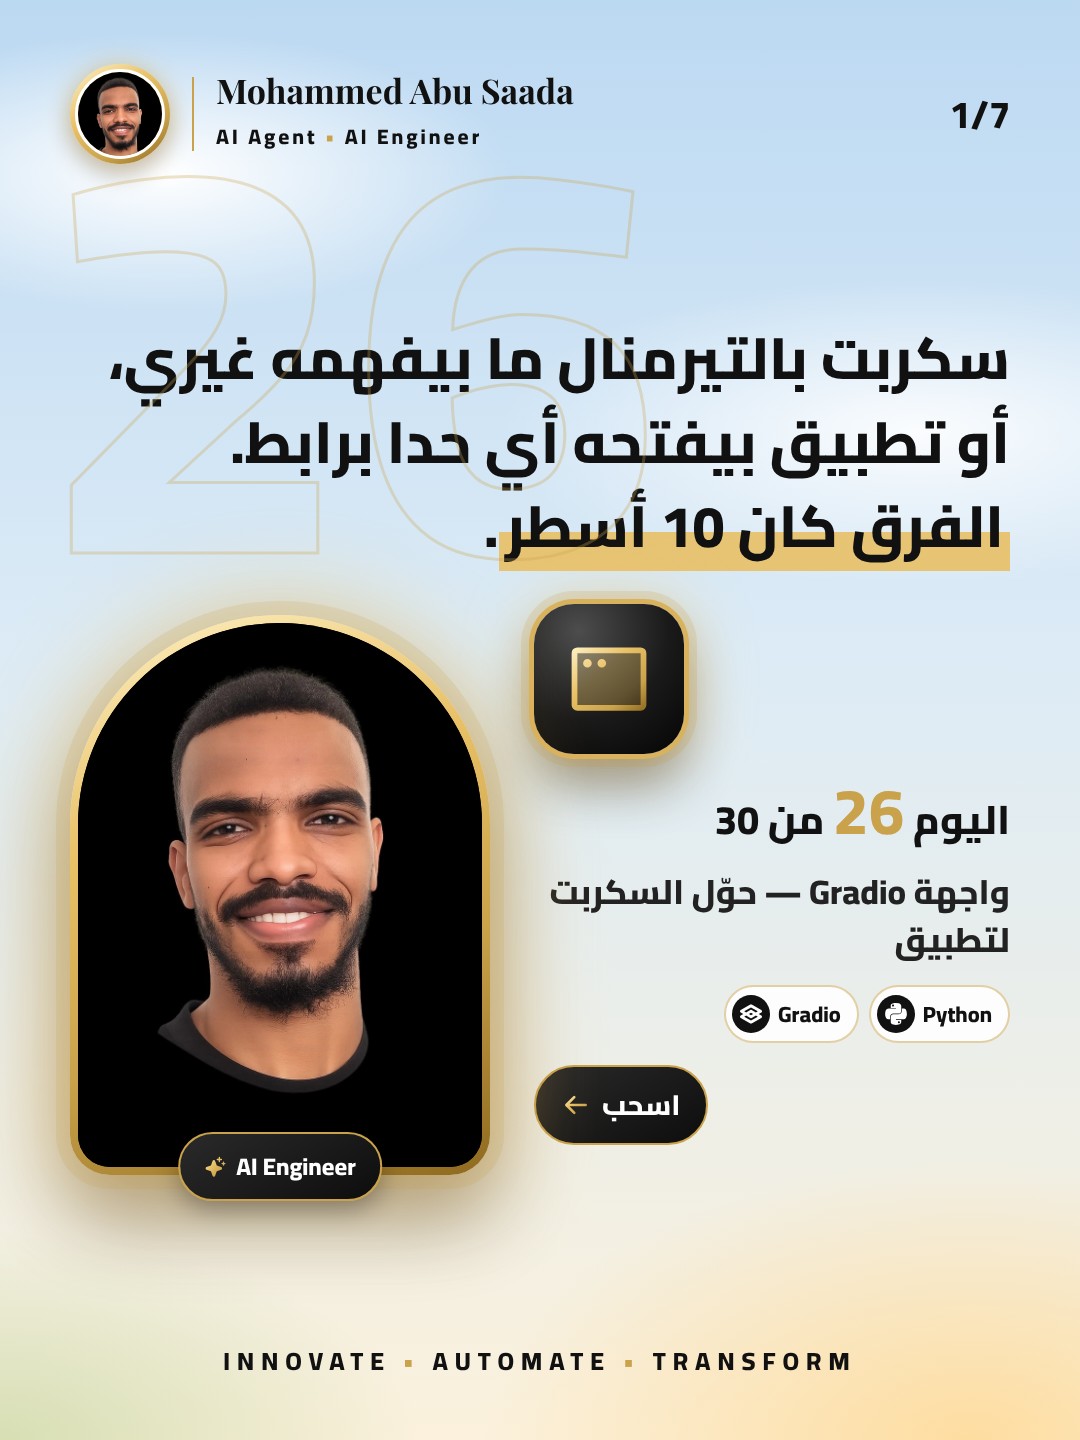 Mohammed Abu Saada
AI Agent ▪ AI Engineer
1/7
26
سكربت بالتيرمنال ما بيفهمه غيري،
أو تطبيق بيفتحه أي حدا برابط.
الفرق كان 10 أسطر.
اليوم 26 من 30
واجهة Gradio — حوّل السكربت
لتطبيق
Python
Gradio
اسحب ←
AI Engineer
INNOVATE ▪ AUTOMATE ▪ TRANSFORM